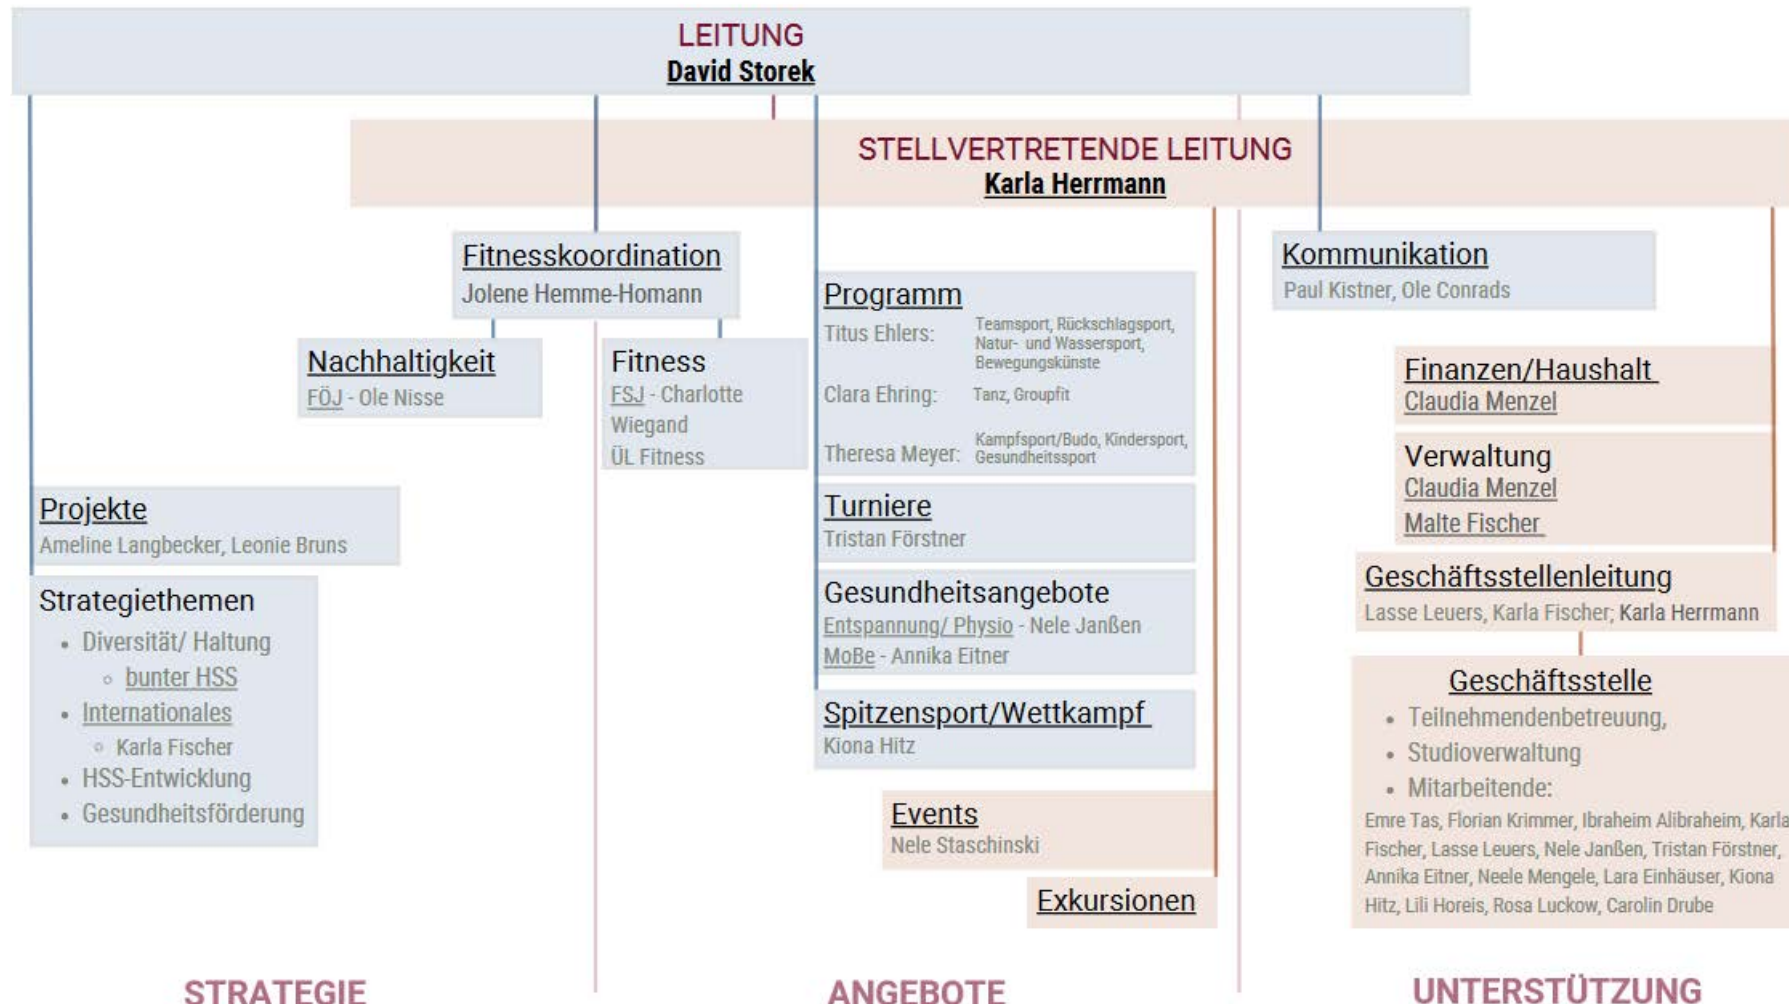 LEITUNG
David Storek
STELLVERTRETENDE LEITUNG
Karla Herrmann
Fitnesskoordination
Jolene Hemme-Homann
Nachhaltigkeit
FÖJ - Ole Nisse
Fitness
FSJ - Charlotte
Wiegand
ÜL Fitness
Projekte
Ameline Langbecker, Leonie Bruns
Strategiethemen
• Diversität/ Haltung
◦ bunter HSS
• Internationales
◦ Karla Fischer
• HSS-Entwicklung
• Gesundheitsförderung
Programm
Titus Ehlers: Teamsport, Rückschlagsport,
Natur- und Wassersport,
Bewegungskünste
Clara Ehring: Tanz, Groupfit
Theresa Meyer: Kampfsport/Budo, Kindersport,
Gesundheitssport
Turniere
Tristan Förstner
Gesundheitsangebote
Entspannung/ Physio - Nele Janßen
MoBe - Annika Eitner
Spitzensport/Wettkampf
Kiona Hitz
Events
Nele Staschinski
Exkursionen
Kommunikation
Paul Kistner, Ole Conrads
Finanzen/Haushalt
Claudia Menzel
Verwaltung
Claudia Menzel
Malte Fischer
Geschäftsstellenleitung
Lasse Leuers, Karla Fischer; Karla Herrmann
Geschäftsstelle
• Teilnehmendenbetreuung,
• Studioverwaltung
• Mitarbeitende:
Emre Tas, Florian Krimmer, Ibraheim Alibraheim, Karla
Fischer, Lasse Leuers, Nele Janßen, Tristan Förstner,
Annika Eitner, Neele Mengele, Lara Einhäuser, Kiona
Hitz, Lili Horeis, Rosa Luckow, Carolin Drube
STRATEGIE
ANGEBOTE
UNTERSTÜTZUNG